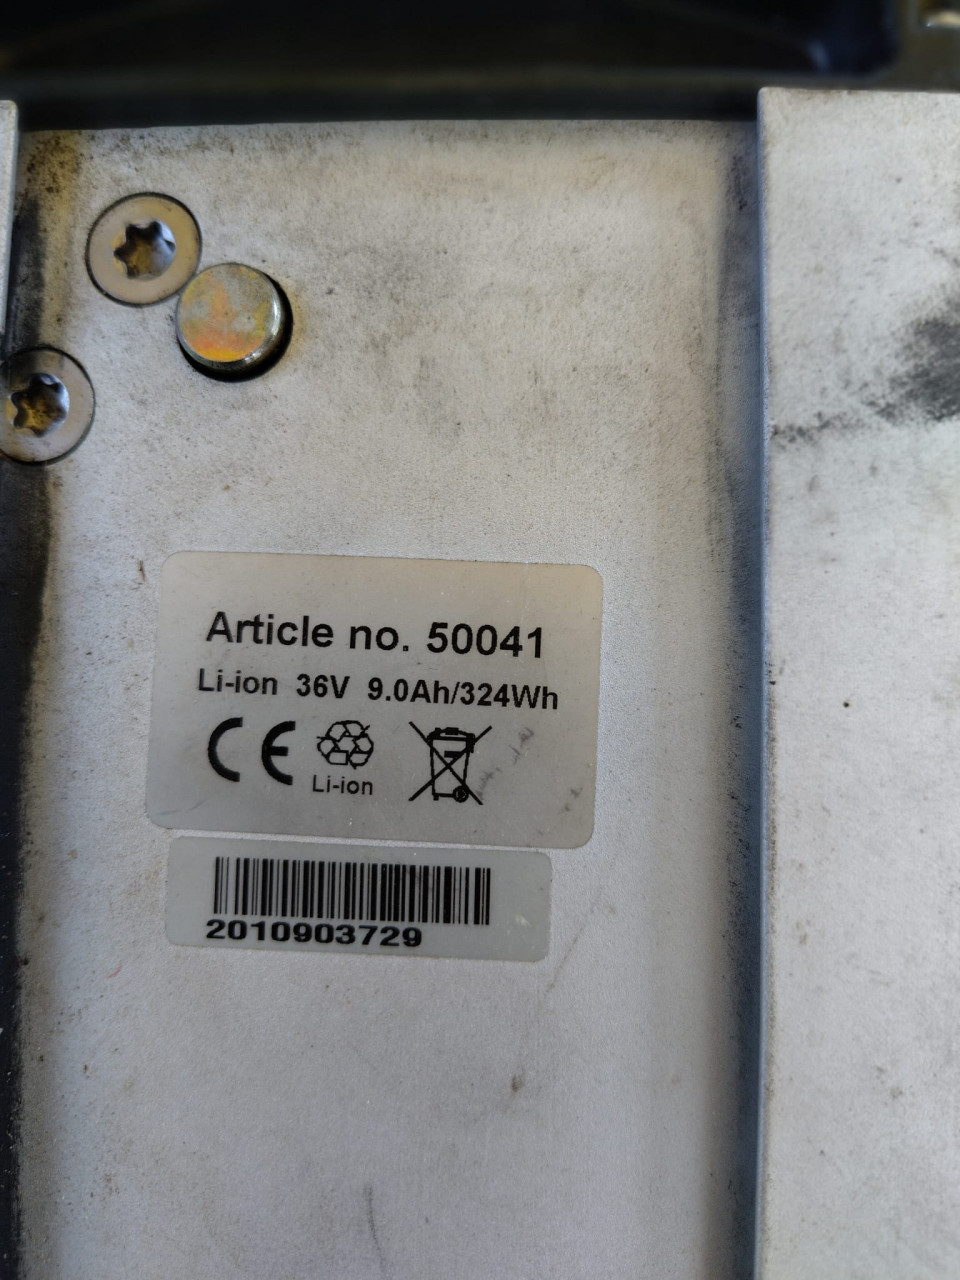 Article no. 50041
Li-ion 36V 9.0Ah/324Wh
CE
Li-ion
2010903729